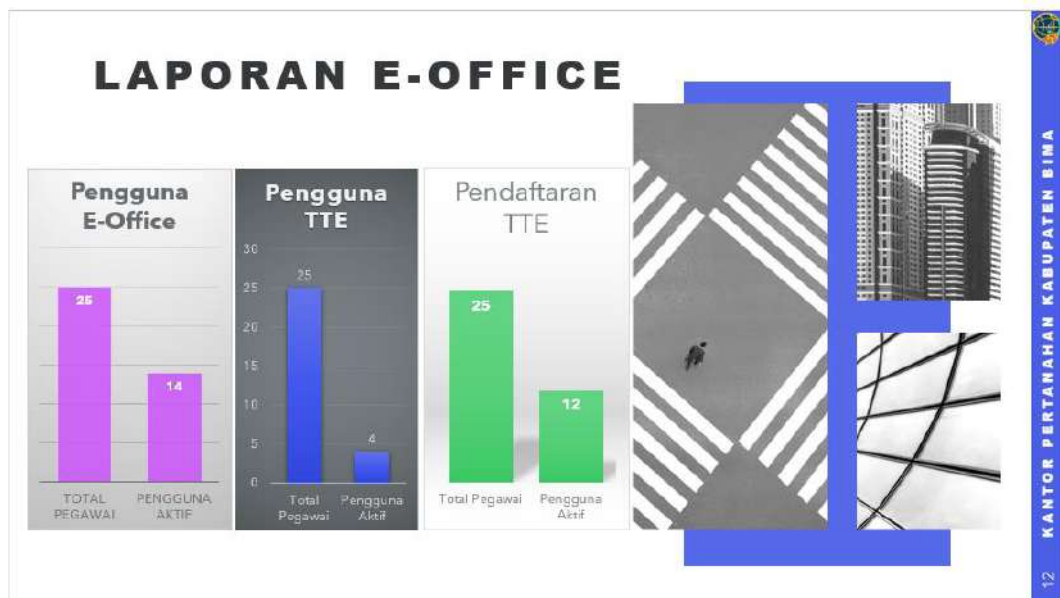 LAPORAN E-OFFICE
Pengguna
E-Office
25
14
TOTAL
PEGAWAI
PENGGUNA
AKTIF
Pengguna
TTE
30
25
20
15
10
5
0
25
4
Total
Pegawai
Pengguna
Aktif
Pendaftaran
TTE
25
12
Total Pegawai
Pengguna
Aktif
KANTOR PERTANAHAN KABUPATEN BIMA
12